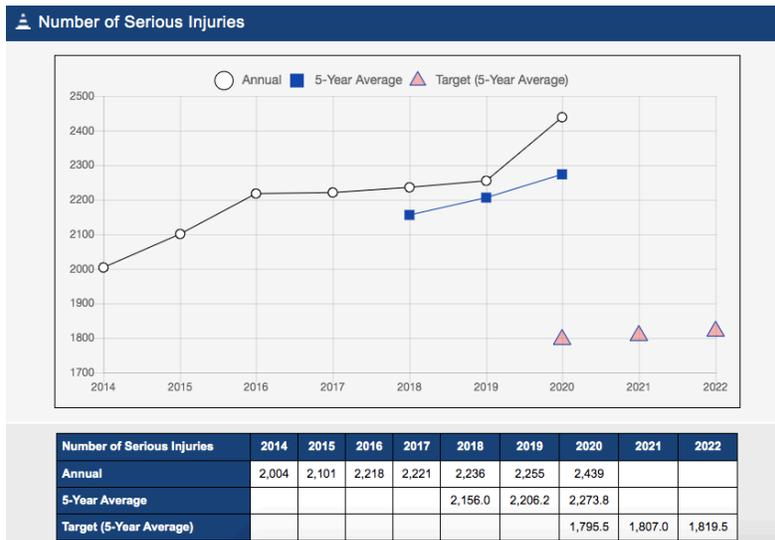 Number of Serious Injuries
Annual 5-Year Average Target (5-Year Average)
2500
2400
2300
2200
2100
2000
1900
1800
1700
2014 2015 2016 2017 2018 2019 2020 2021 2022
Number of Serious Injuries 2014 2015 2016 2017 2018 2019 2020 2021 2022
Annual 2,004 2,101 2,218 2,221 2,236 2,255 2,439
5-Year Average 2,156.0 2,206.2 2,273.8
Target (5-Year Average) 1,795.5 1,807.0 1,819.5